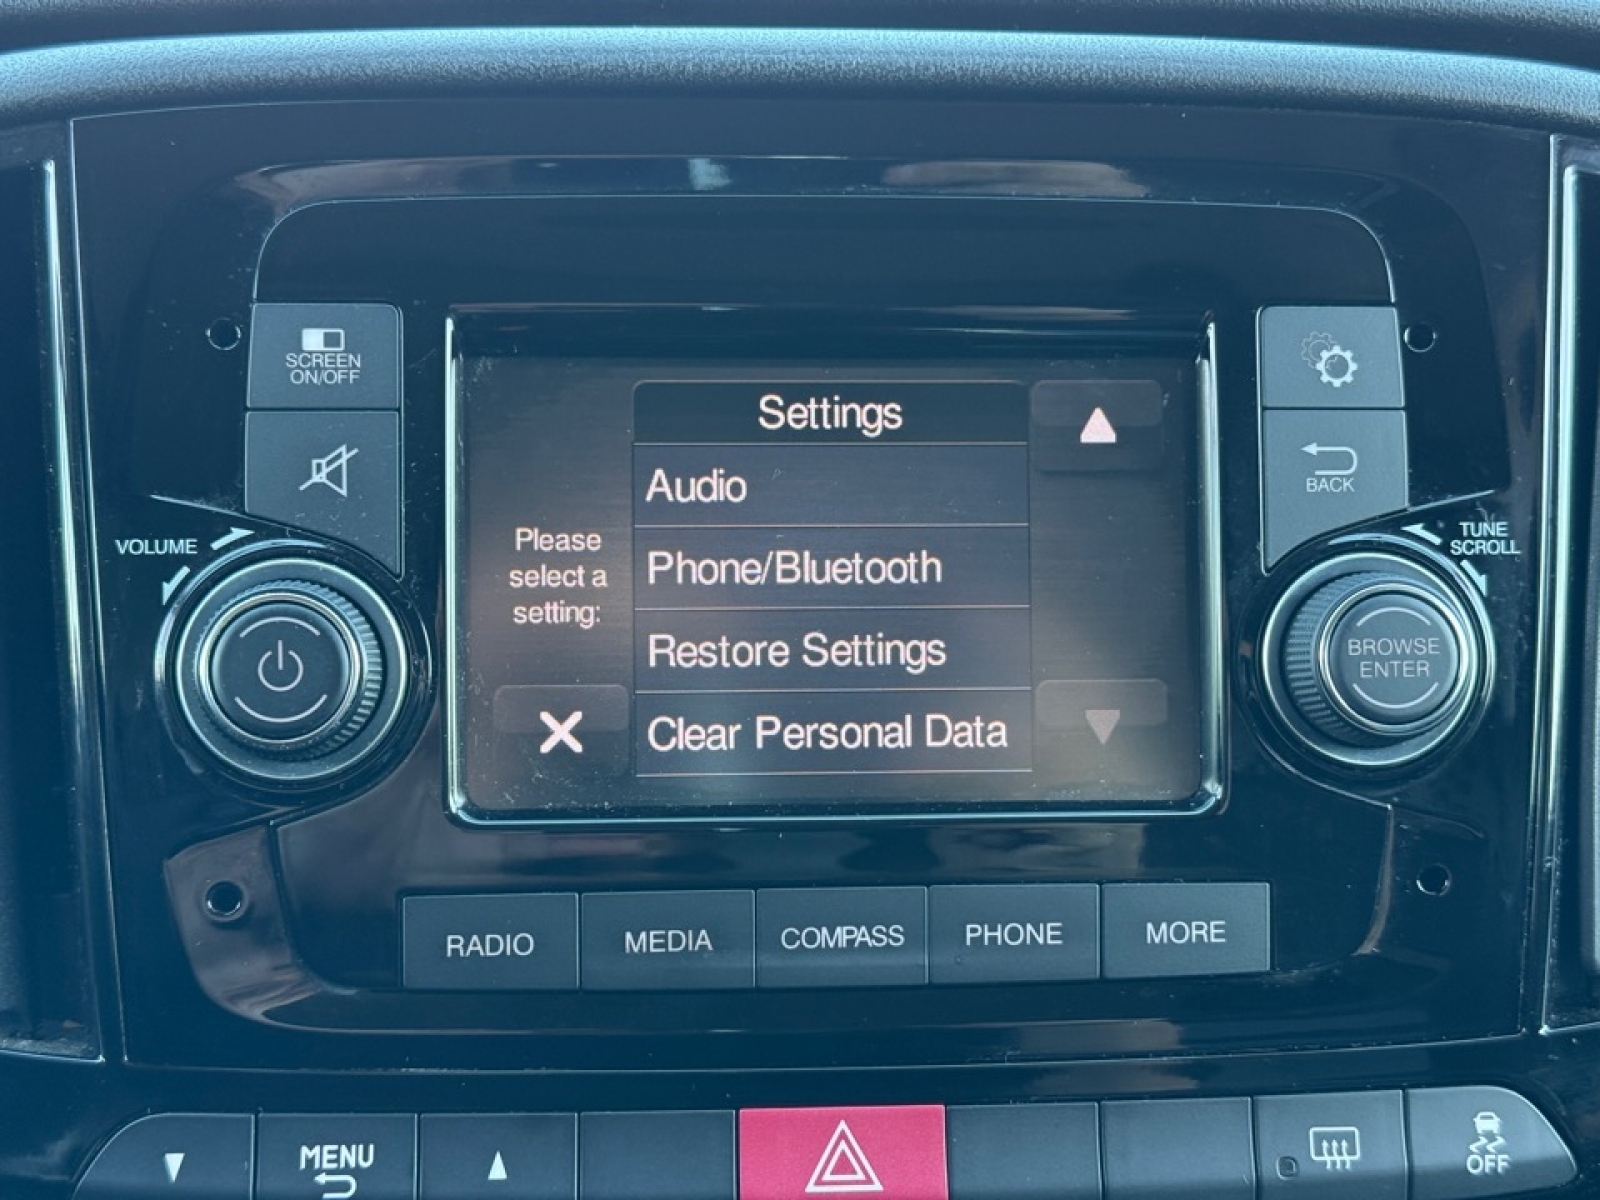 SCREEN
ON/OFF
VOLUME
Settings
Audio
Phone/Bluetooth
Restore Settings
Clear Personal Data
Please
select a
setting:
BACK
TUNE
SCROLL
BROWSE
ENTER
RADIO
MEDIA
COMPASS
PHONE
MORE
MENU
OFF